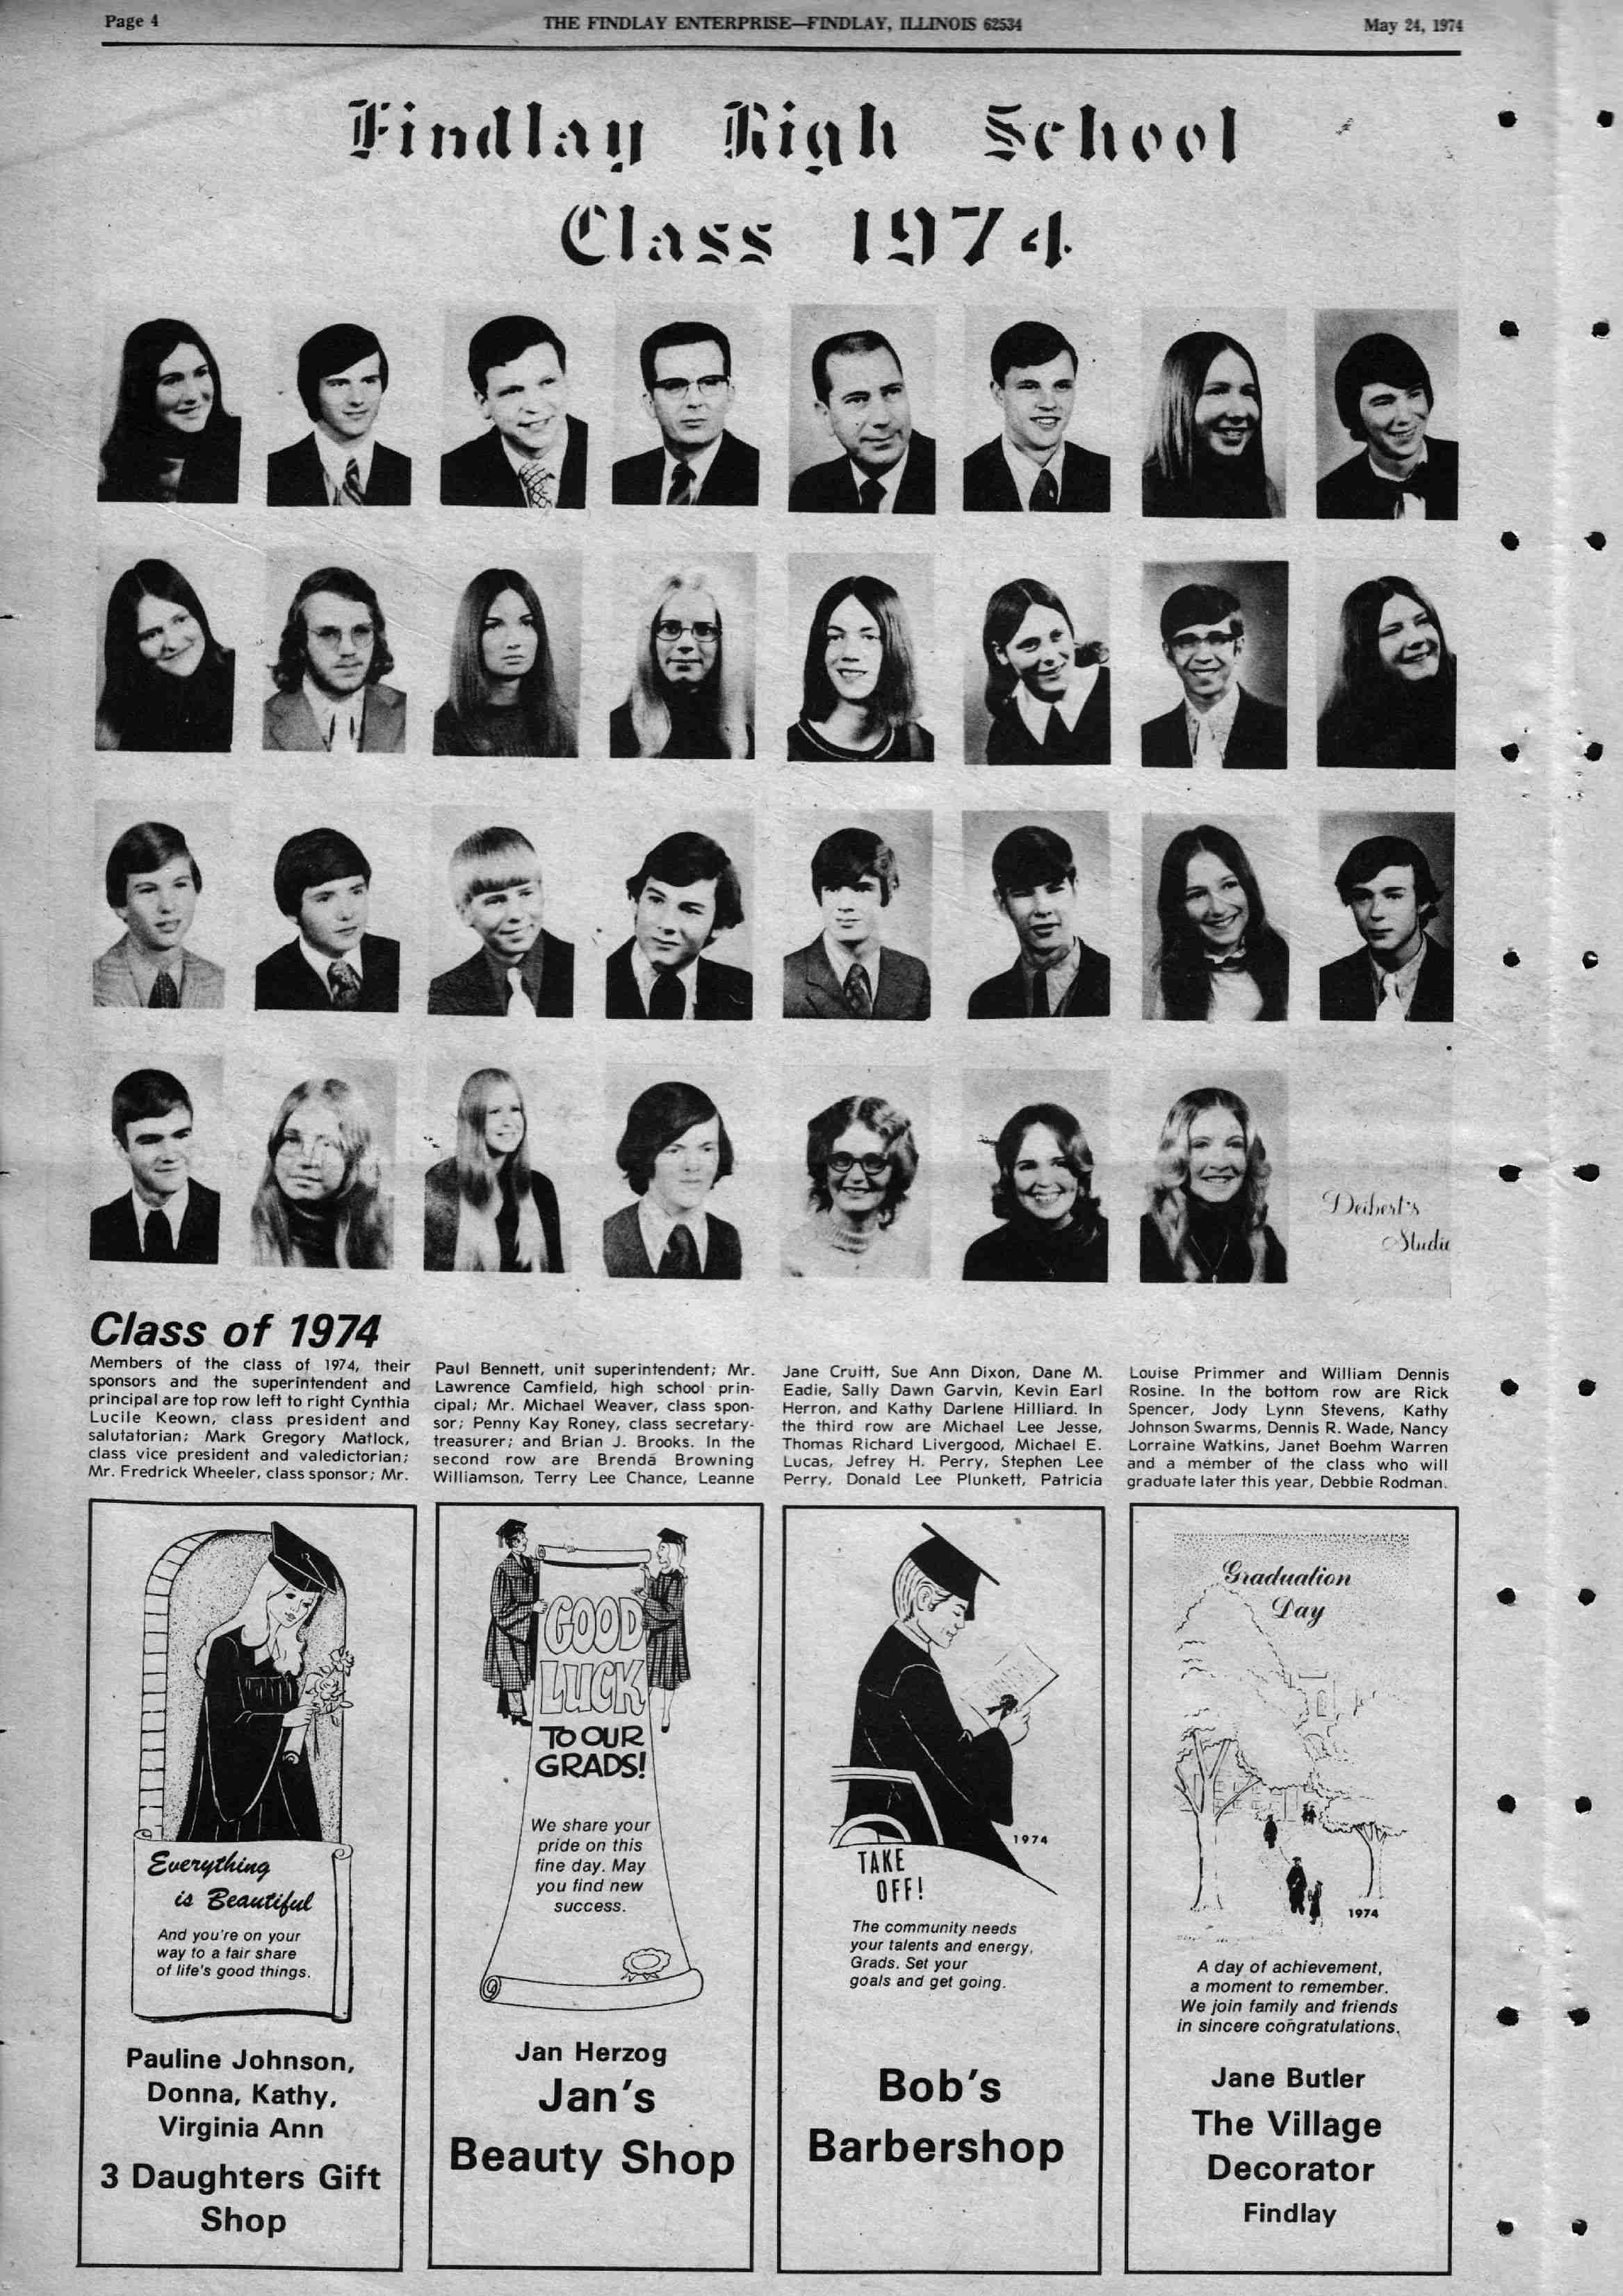 Page 4
THE FINDLAY ENTERPRISE—FINDLAY, ILLINOIS 62534
May 24, 1974
Findlay High School
Class 1974
Deibert's
Studio
Class of 1974
Members of the class of 1974, their
sponsors and the superintendent and
principal are top row left to right Cynthia
Lucile Keown, class president and
salutatorian; Mark Gregory Matlock,
class vice president and valedictorian;
Mr. Fredrick Wheeler, class sponsor; Mr.
Paul Bennett, unit superintendent; Mr.
Lawrence Camfield, high school prin-
cipal; Mr. Michael Weaver, class spon-
sor; Penny Kay Roney, class secretary-
treasurer; and Brian J. Brooks. In the
second row are Brenda Browning
Williamson, Terry Lee Chance, Leanne
Jane Cruitt, Sue Ann Dixon, Dane M.
Eadie, Sally Dawn Garvin, Kevin Earl
Herron, and Kathy Darlene Hilliard. In
the third row are Michael Lee Jesse,
Thomas Richard Livergood, Michael E.
Lucas, Jefrey H. Perry, Stephen Lee
Perry, Donald Lee Plunkett, Patricia
Louise Primmer and William Dennis
Rosine. In the bottom row are Rick
Spencer, Jody Lynn Stevens, Kathy
Johnson Swarms, Dennis R. Wade, Nancy
Lorraine Watkins, Janet Boehm Warren
and a member of the class who will
graduate later this year, Debbie Rodman.
Everything
is Beautiful
And you're on your
way to a fair share
of life's good things.
Pauline Johnson,
Donna, Kathy,
Virginia Ann
3 Daughters Gift
Shop
GOOD
LUCK
TO OUR
GRADS!
We share your
pride on this
fine day. May
you find new
success.
Jan Herzog
Jan's
Beauty Shop
1974
TAKE
OFF!
The community needs
your talents and energy,
Grads. Set your
goals and get going.
Bob's
Barbershop
Graduation
Day
1974
A day of achievement,
a moment to remember.
We join family and friends
in sincere congratulations.
Jane Butler
The Village
Decorator
Findlay